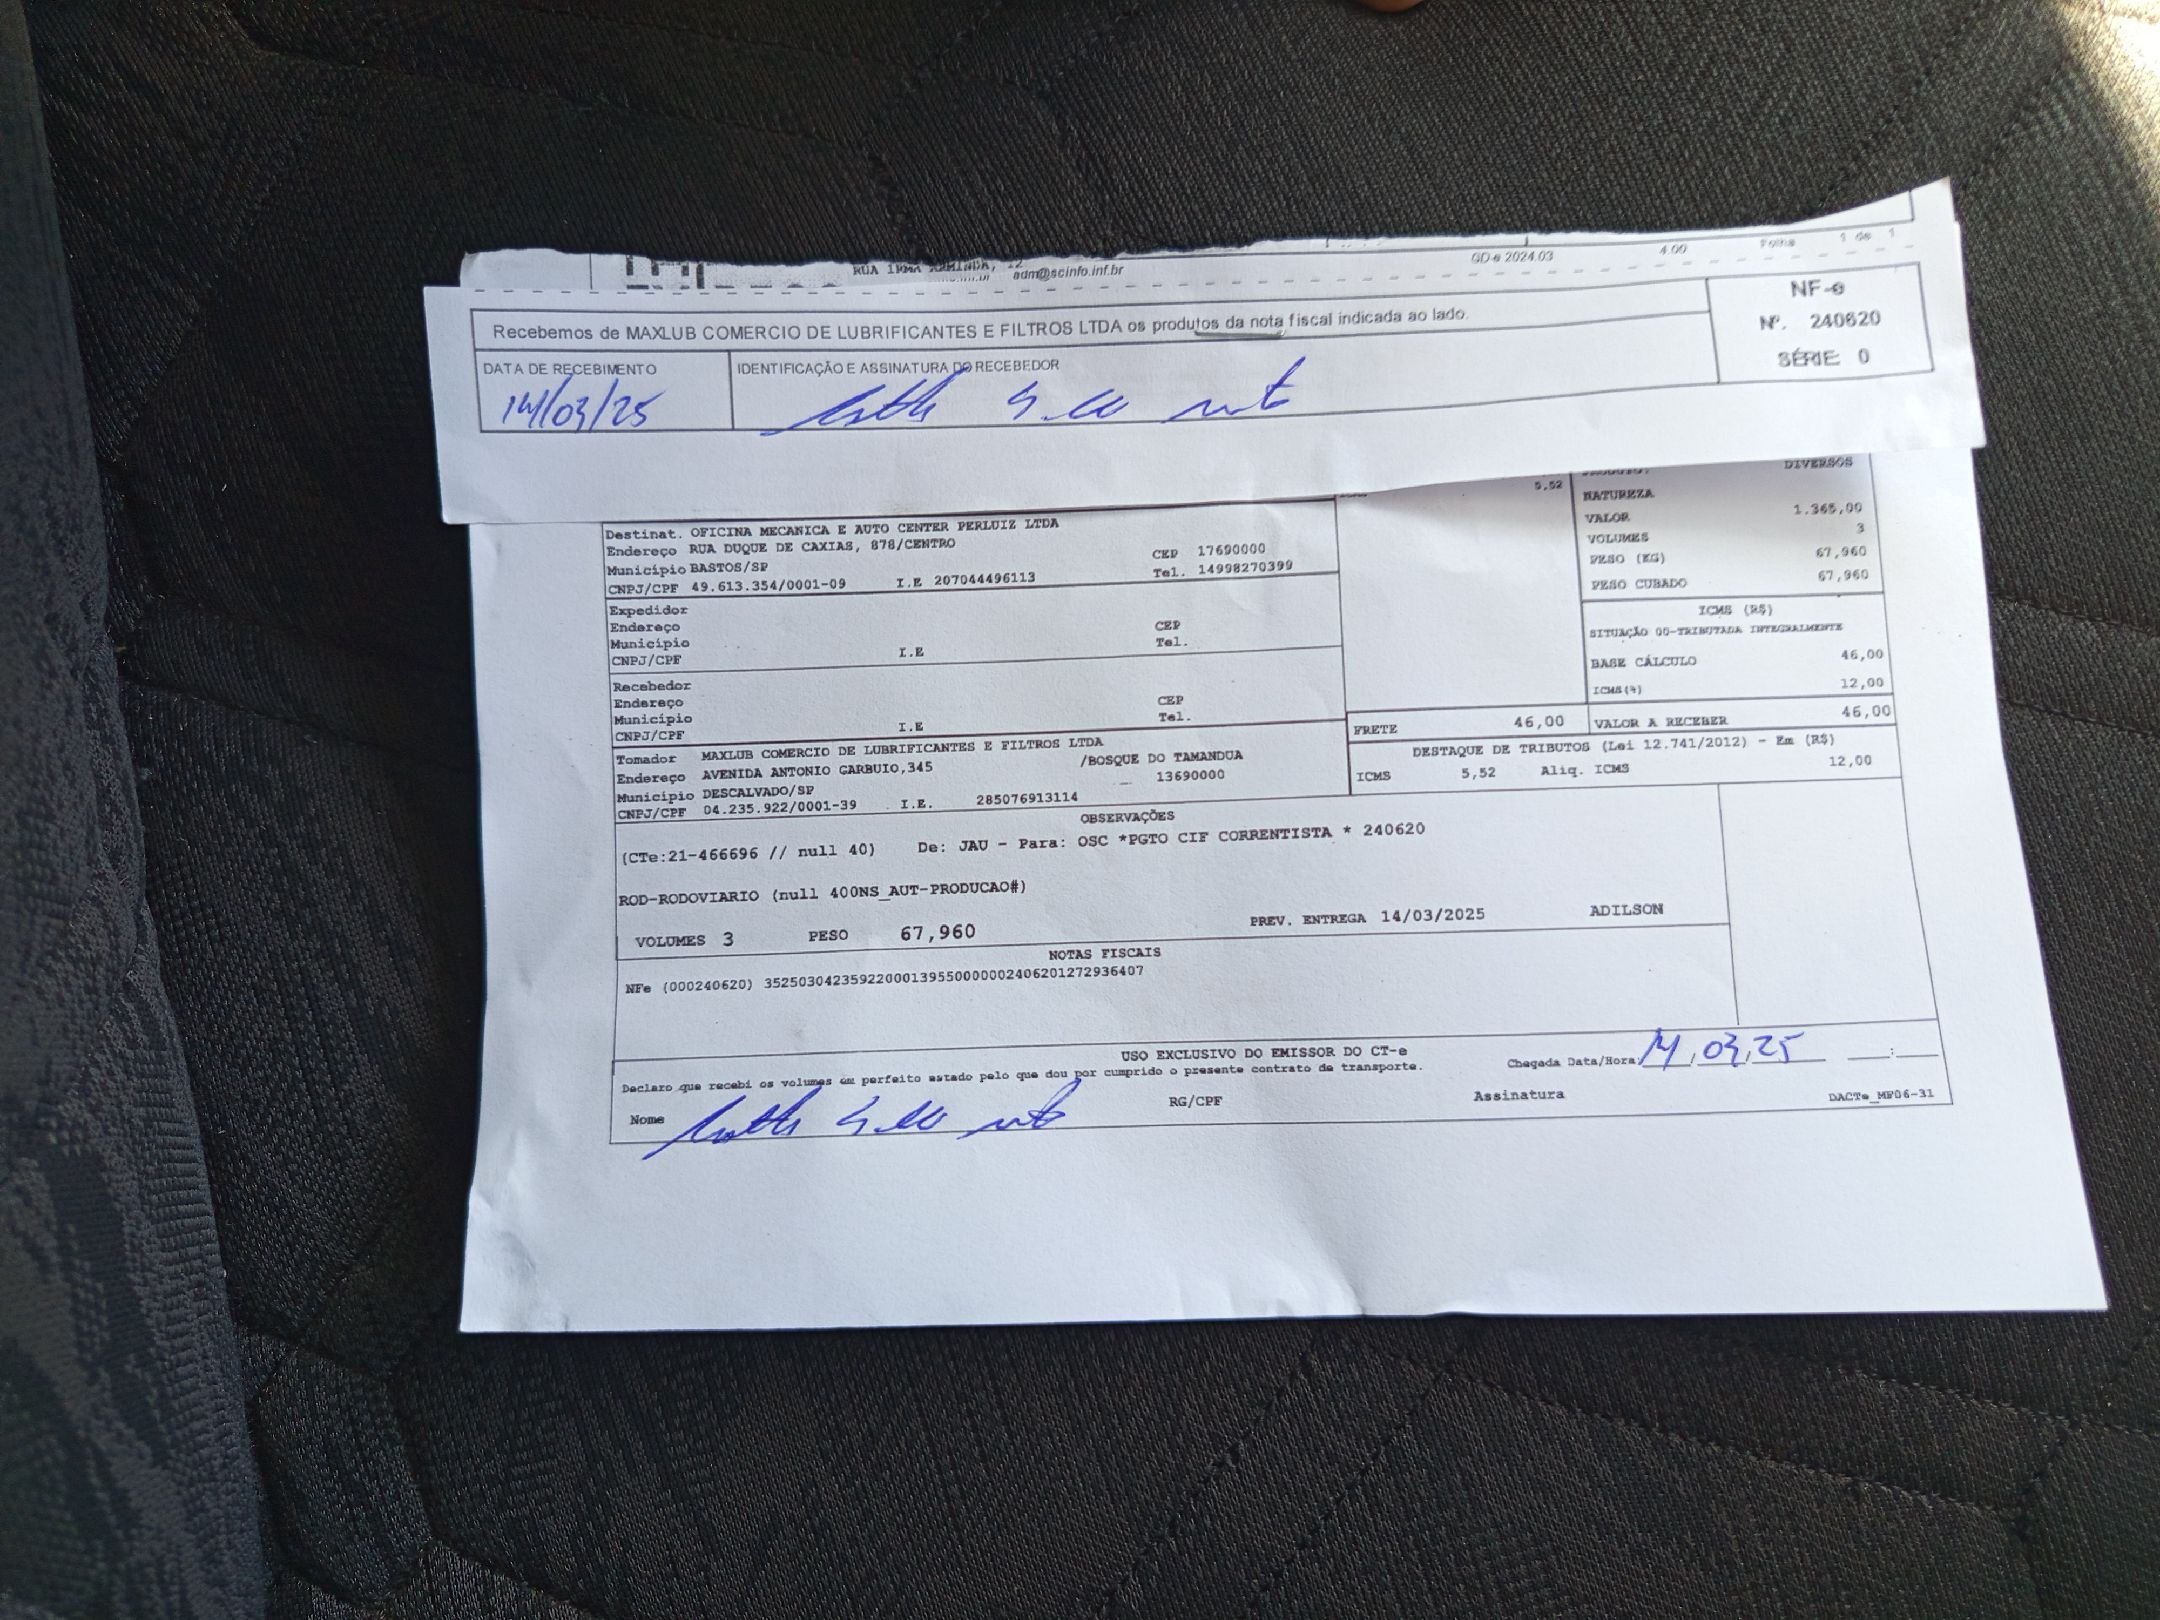 RUA IRMA ARMINDA, 12
adm@scinfo.inf.br
GD-e 2024.03
4.00
Folha 1 de 1
Recebemos de MAXLUB COMERCIO DE LUBRIFICANTES E FILTROS LTDA os produtos da nota fiscal indicada ao lado.
NF-e
Nº. 240620
SÉRIE 0
DATA DE RECEBIMENTO
IDENTIFICAÇÃO E ASSINATURA DO RECEBEDOR
14/03/25
5,52
DIVERSOS
NATUREZA
VALOR 1.365,00
VOLUMES 3
PESO (KG) 67,960
PESO CUBADO 67,960
Destinat. OFICINA MECANICA E AUTO CENTER PERLUIZ LTDA
Endereço RUA DUQUE DE CAXIAS, 878/CENTRO CEP 17690000
Município BASTOS/SP Tel. 14998270399
CNPJ/CPF 49.613.354/0001-09 I.E 207044496113
Expedidor
Endereço CEP
Município Tel.
CNPJ/CPF I.E
ICMS (R$)
SITUAÇÃO 00-TRIBUTADA INTEGRALMENTE
BASE CÁLCULO 46,00
ICMS(%) 12,00
Recebedor
Endereço CEP
Município Tel.
CNPJ/CPF I.E
FRETE 46,00 VALOR A RECEBER 46,00
Tomador MAXLUB COMERCIO DE LUBRIFICANTES E FILTROS LTDA
Endereço AVENIDA ANTONIO GARBUIO,345 /BOSQUE DO TAMANDUA
Município DESCALVADO/SP 13690000
CNPJ/CPF 04.235.922/0001-39 I.E. 285076913114
DESTAQUE DE TRIBUTOS (Lei 12.741/2012) - Em (R$)
ICMS 5,52 Aliq. ICMS 12,00
OBSERVAÇÕES
(CTe:21-466696 // null 40) De: JAU - Para: OSC *PGTO CIF CORRENTISTA * 240620
ROD-RODOVIARIO (null 400NS_AUT-PRODUCAO#)
VOLUMES 3 PESO 67,960 PREV. ENTREGA 14/03/2025 ADILSON
NOTAS FISCAIS
NFe (000240620) 35250304235922000139550000002406201272936407
USO EXCLUSIVO DO EMISSOR DO CT-e
Declaro que recebi os volumes em perfeito estado pelo que dou por cumprido o presente contrato de transporte.
Chegada Data/Hora 14,03,25 __:__
Nome RG/CPF Assinatura DACTe_MF06-31